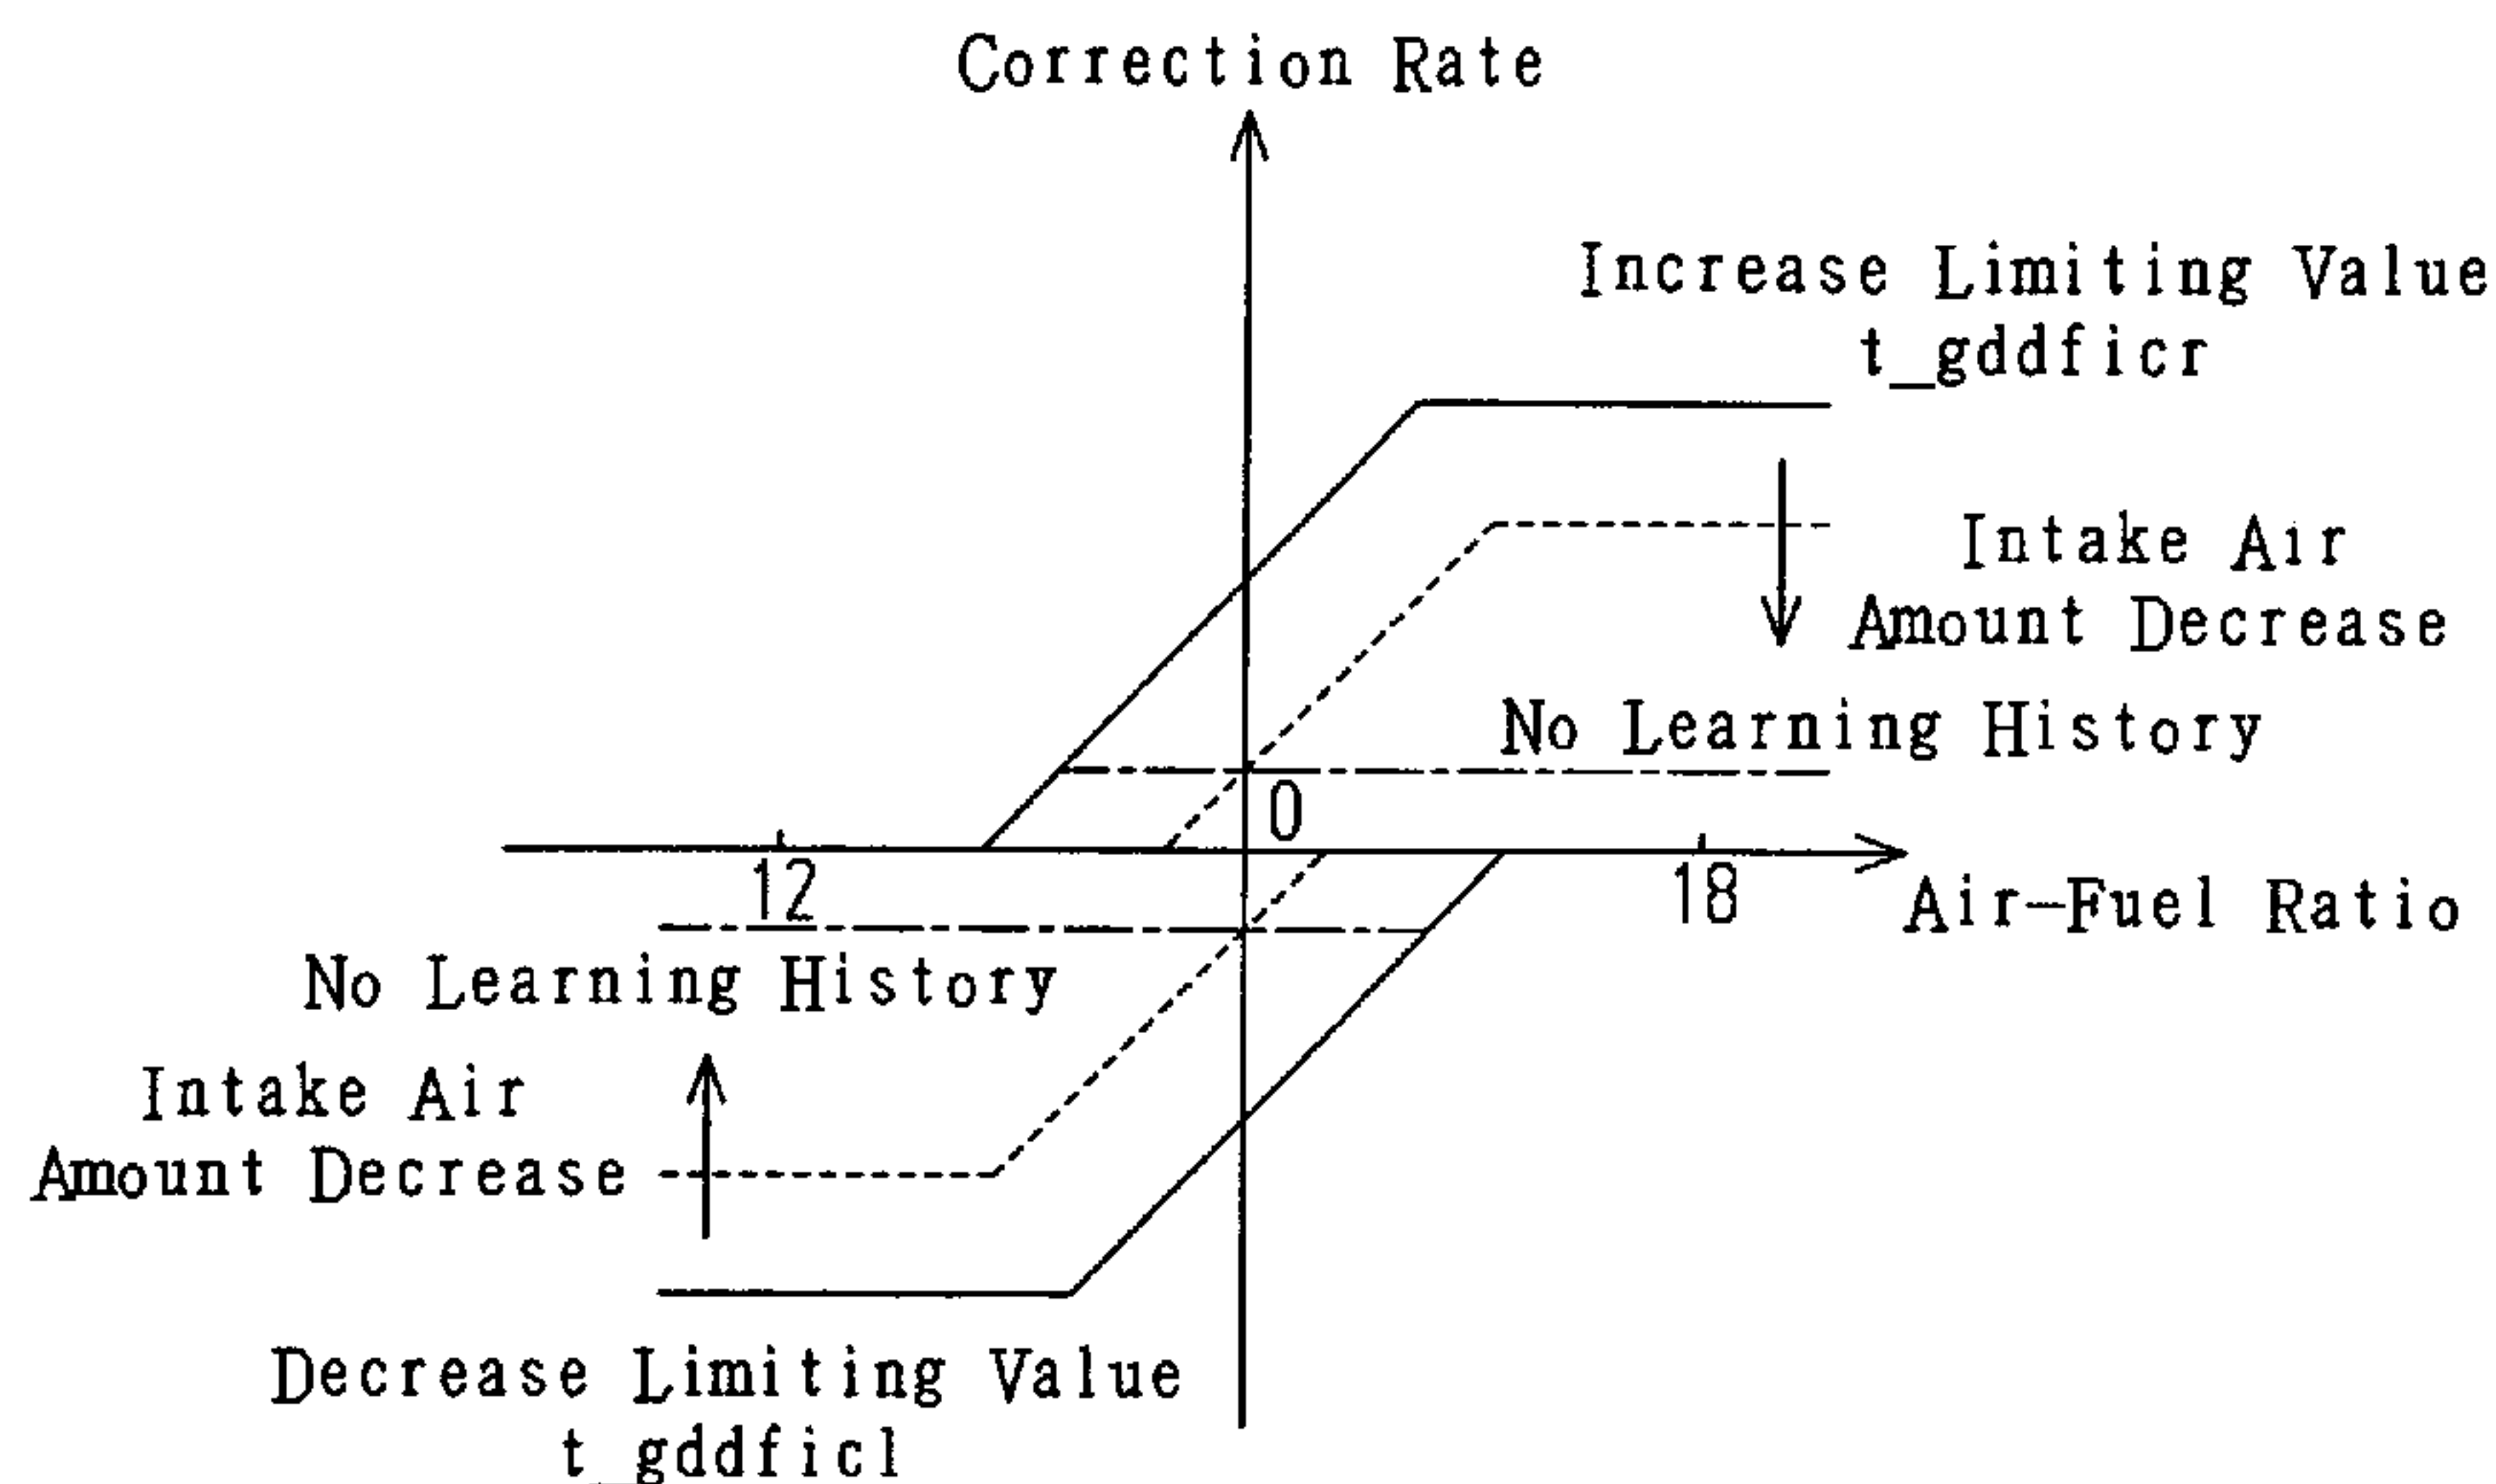 Correction Rate
Increase Limiting Value
t_gddficr
Intake Air
Amount Decrease
No Learning History
0
12
18
Air-Fuel Ratio
No Learning History
Intake Air
Amount Decrease
Decrease Limiting Value
t_gddficl